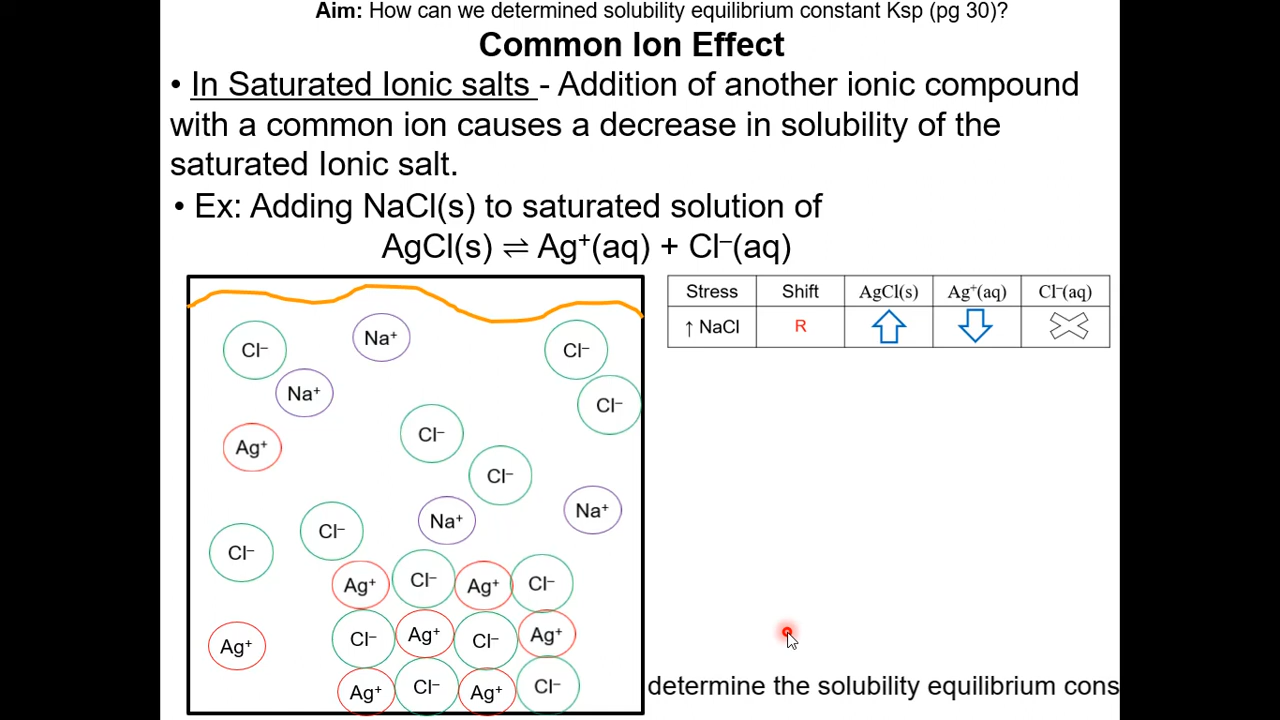 Aim: How can we determined solubility equilibrium constant Ksp (pg 30)?
Common Ion Effect
• In Saturated Ionic salts - Addition of another ionic compound
with a common ion causes a decrease in solubility of the
saturated Ionic salt.
• Ex: Adding NaCl(s) to saturated solution of
AgCl(s) ⇌ Ag⁺(aq) + Cl⁻(aq)
Stress Shift AgCl(s) Ag⁺(aq) Cl⁻(aq)
↑ NaCl R
Cl⁻ Na⁺ Cl⁻
Na⁺ Cl⁻
Ag⁺ Cl⁻
Cl⁻
Na⁺ Na⁺
Cl⁻ Cl⁻
Ag⁺ Cl⁻ Ag⁺ Cl⁻
Ag⁺ Cl⁻ Ag⁺ Cl⁻ Ag⁺
Ag⁺ Cl⁻ Ag⁺ Cl⁻
determine the solubility equilibrium cons